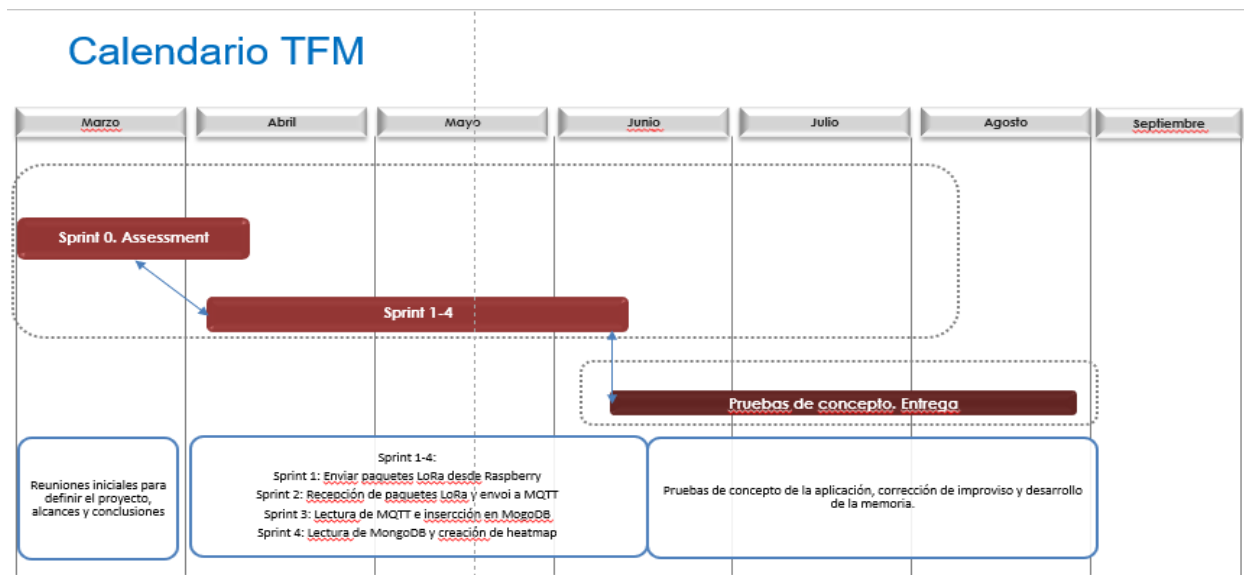 Calendario TFM
Marzo
Abril
Mayo
Junio
Julio
Agosto
Septiembre
Sprint 0. Assessment
Sprint 1-4
Pruebas de concepto. Entrega
Reuniones iniciales para
definir el proyecto,
alcances y conclusiones
Sprint 1-4:
Sprint 1: Enviar paquetes LoRa desde Raspberry
Sprint 2: Recepción de paquetes LoRa y envoi a MQTT
Sprint 3: Lectura de MQTT e insercción en MogoDB
Sprint 4: Lectura de MongoDB y creación de heatmap
Pruebas de concepto de la aplicación, corrección de improviso y desarrollo
de la memoria.